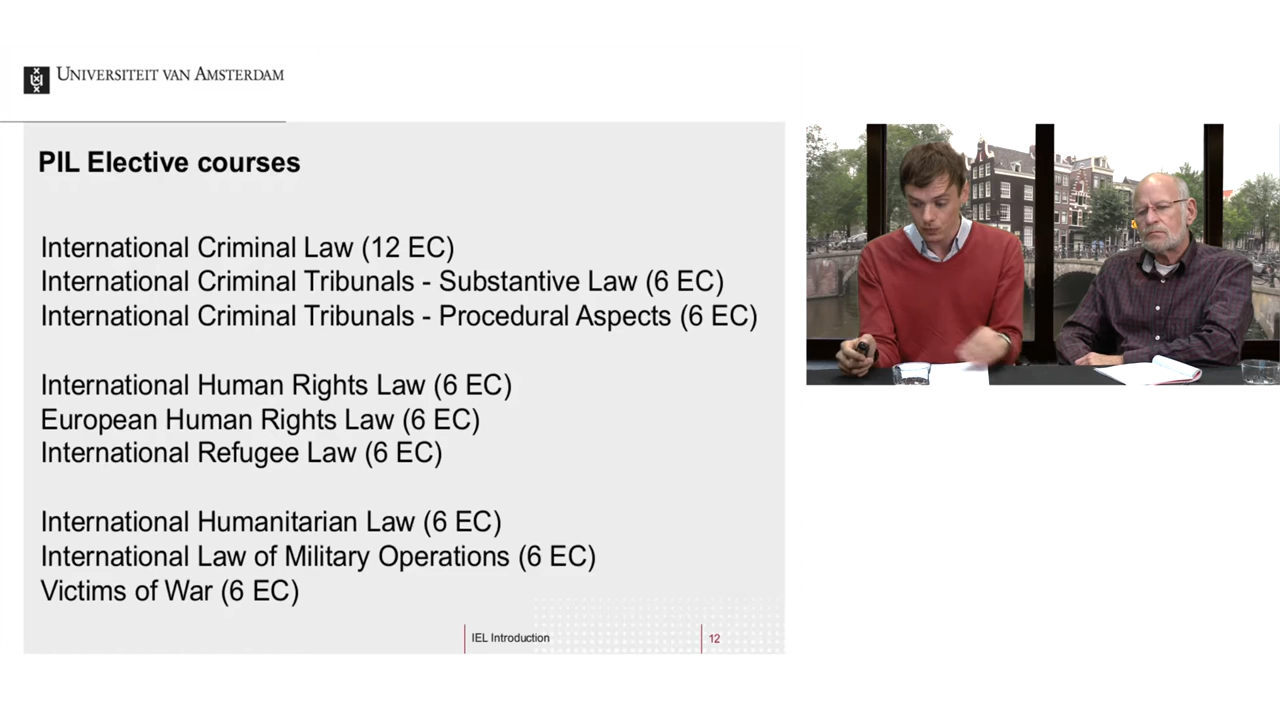 UNIVERSITEIT VAN AMSTERDAM
PIL Elective courses
International Criminal Law (12 EC)
International Criminal Tribunals - Substantive Law (6 EC)
International Criminal Tribunals - Procedural Aspects (6 EC)
International Human Rights Law (6 EC)
European Human Rights Law (6 EC)
International Refugee Law (6 EC)
International Humanitarian Law (6 EC)
International Law of Military Operations (6 EC)
Victims of War (6 EC)
IEL Introduction
12